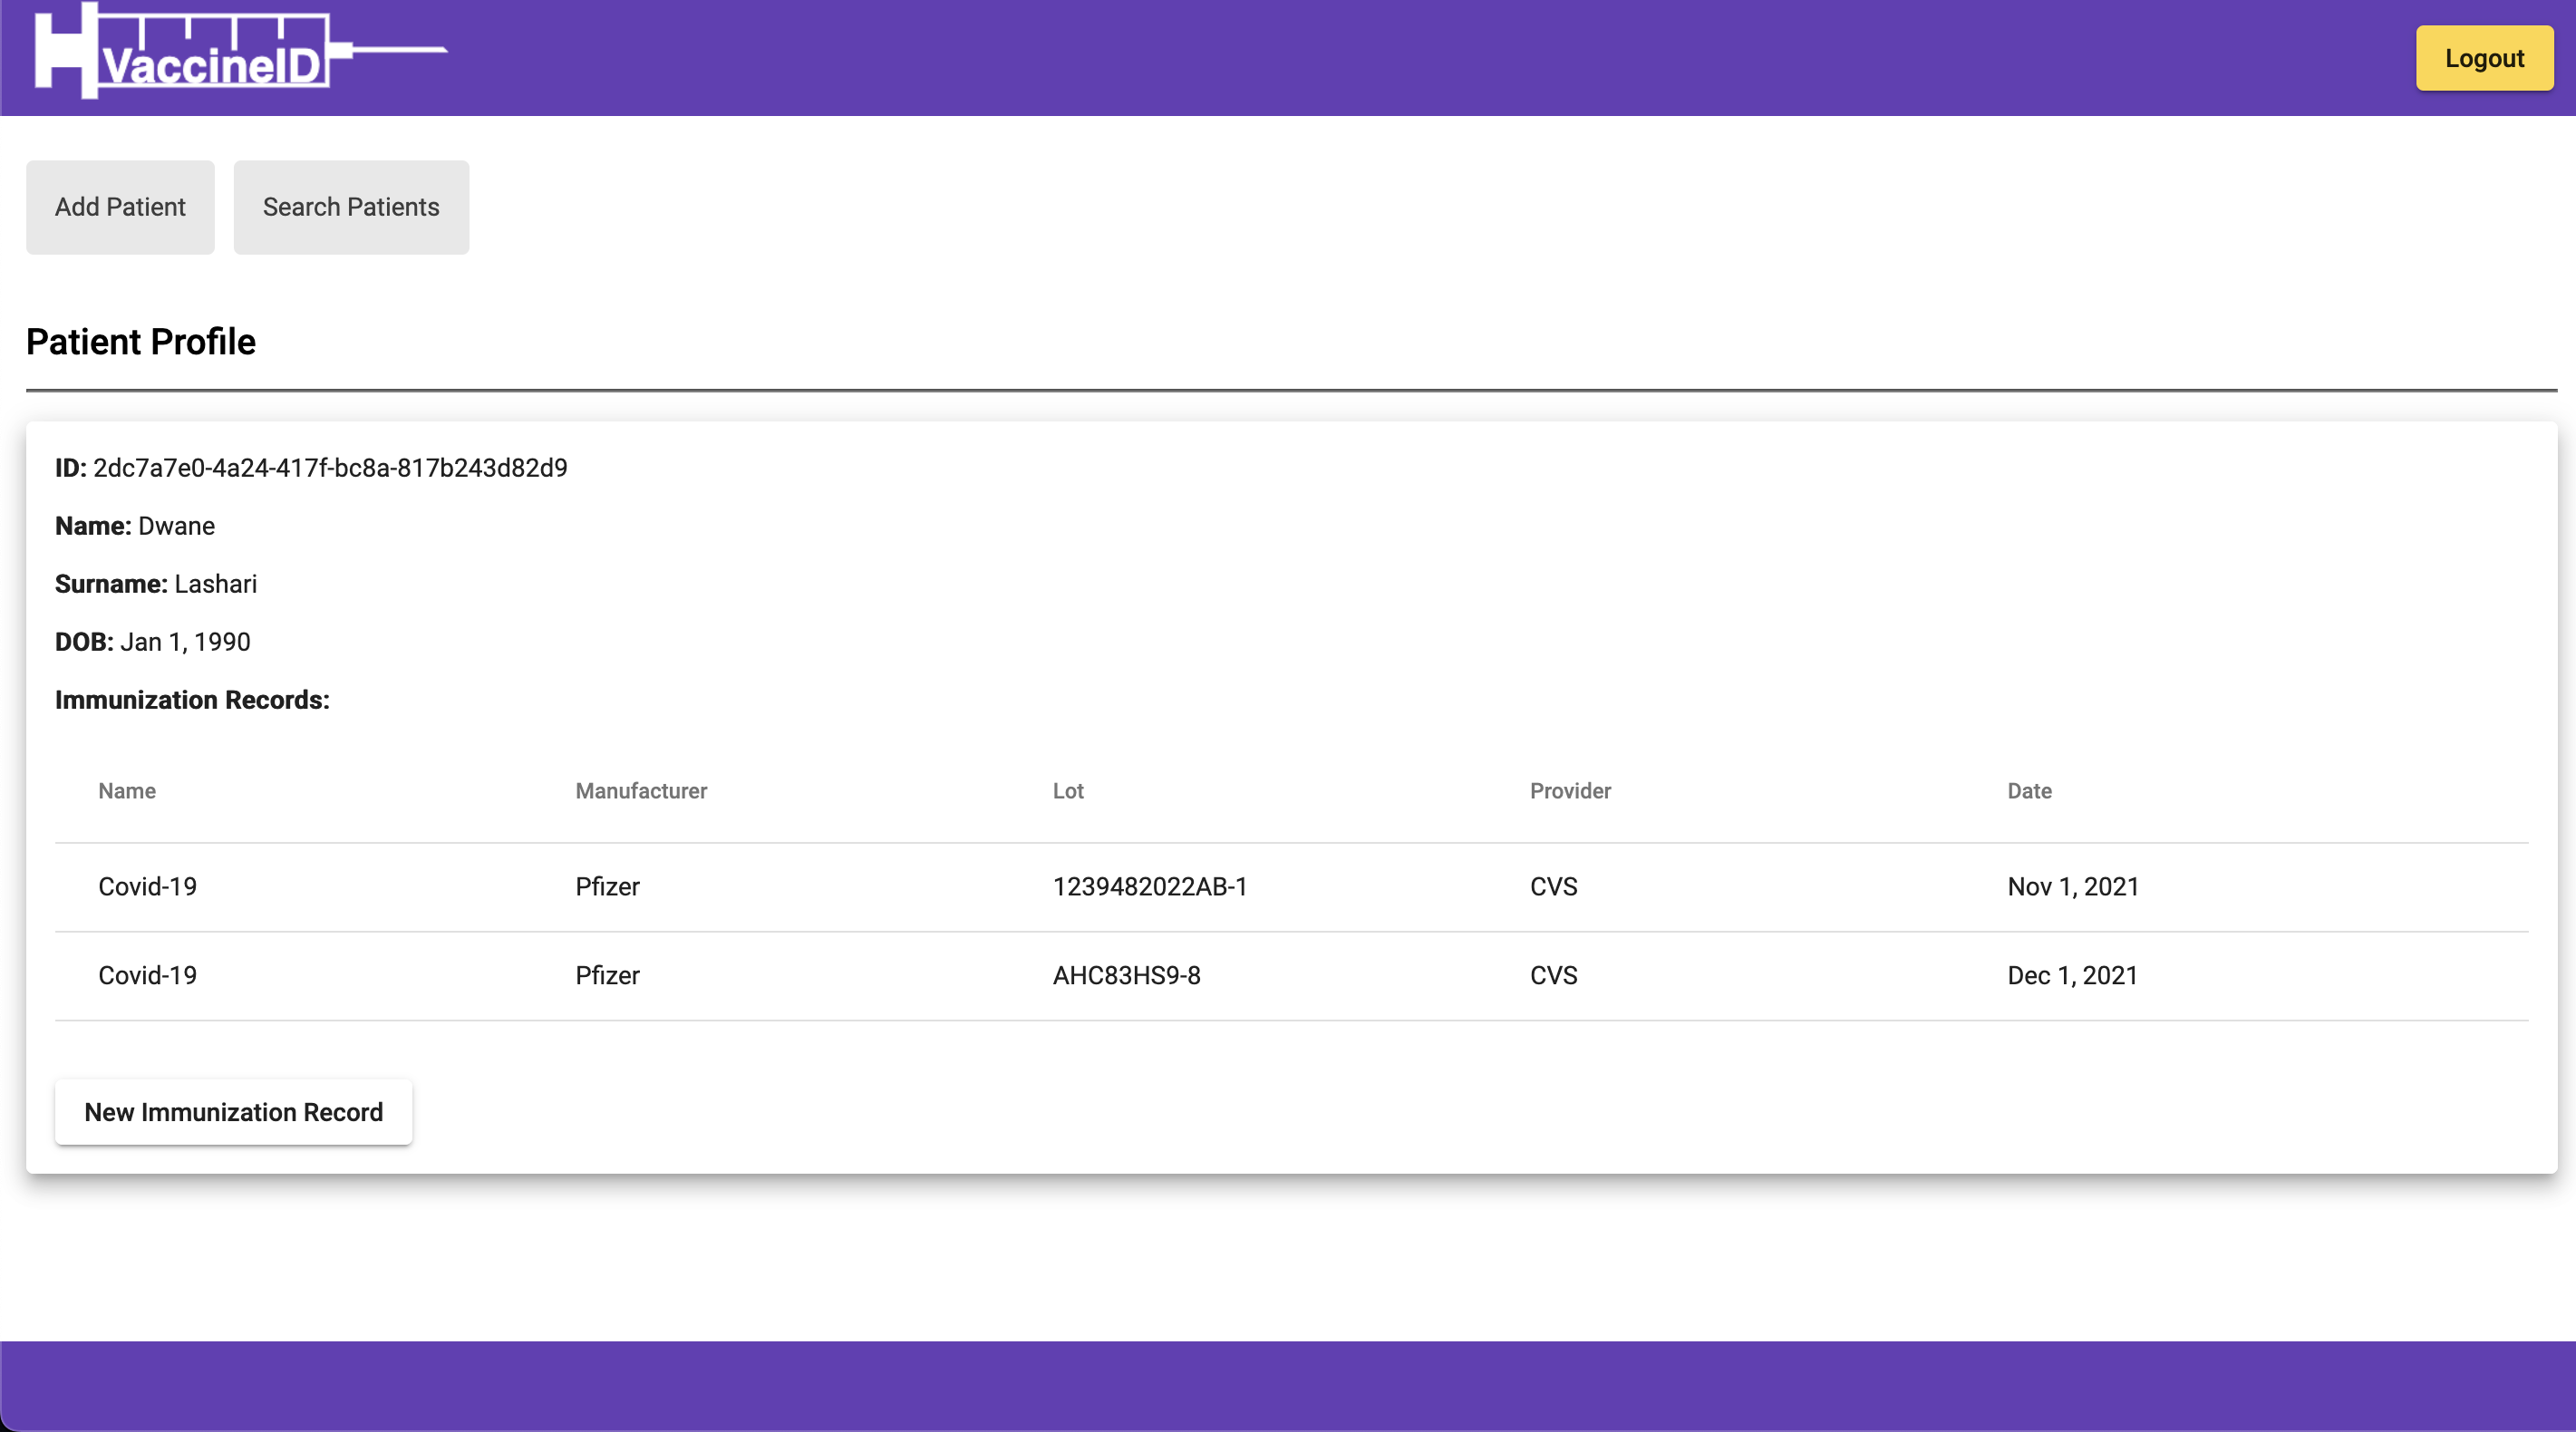 VaccineID
Logout
Add Patient Search Patients
Patient Profile
ID: 2dc7a7e0-4a24-417f-bc8a-817b243d82d9
Name: Dwane
Surname: Lashari
DOB: Jan 1, 1990
Immunization Records:
Name Manufacturer Lot Provider Date
Covid-19 Pfizer 1239482022AB-1 CVS Nov 1, 2021
Covid-19 Pfizer AHC83HS9-8 CVS Dec 1, 2021
New Immunization Record